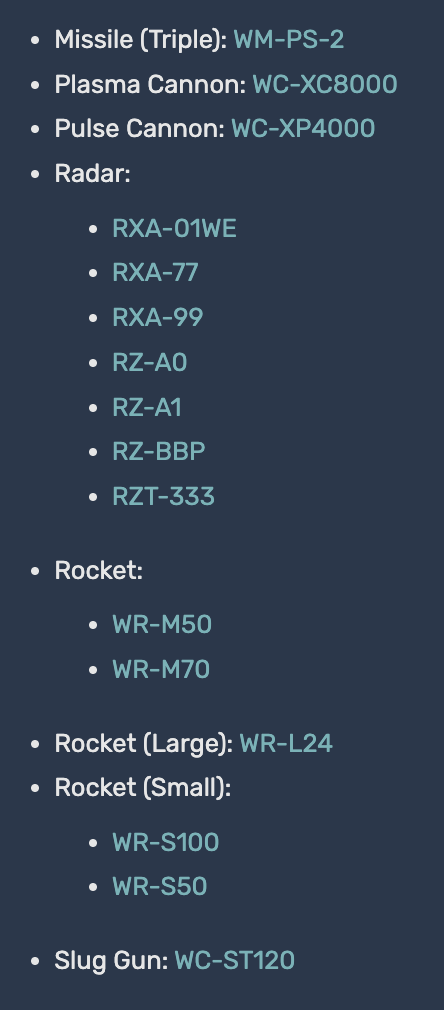 Missile (Triple): WM-PS-2
Plasma Cannon: WC-XC8000
Pulse Cannon: WC-XP4000
Radar:
RXA-01WE
RXA-77
RXA-99
RZ-A0
RZ-A1
RZ-BBP
RZT-333
Rocket:
WR-M50
WR-M70
Rocket (Large): WR-L24
Rocket (Small):
WR-S100
WR-S50
Slug Gun: WC-ST120